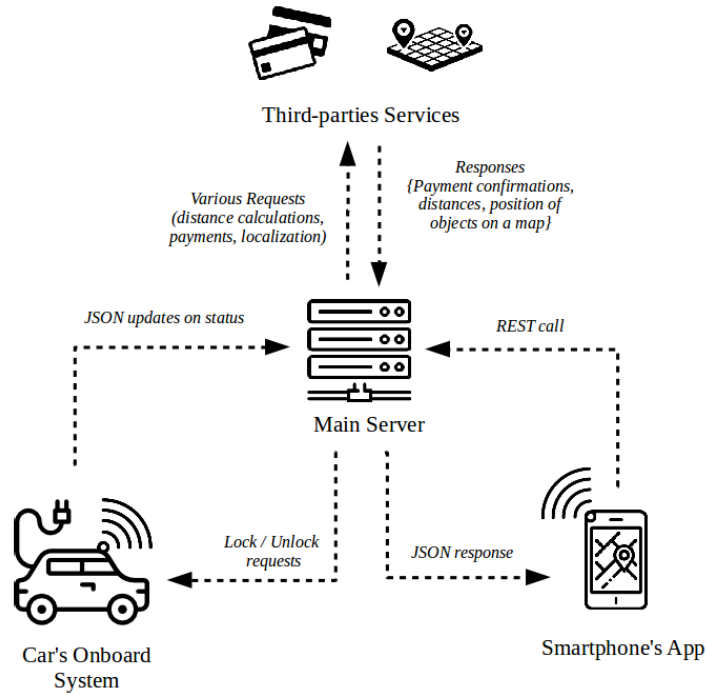 Third-parties Services
Various Requests
(distance calculations,
payments, localization)
Responses
{Payment confirmations,
distances, position of
objects on a map}
JSON updates on status
REST call
Main Server
Lock / Unlock
requests
JSON response
Car's Onboard
System
Smartphone's App